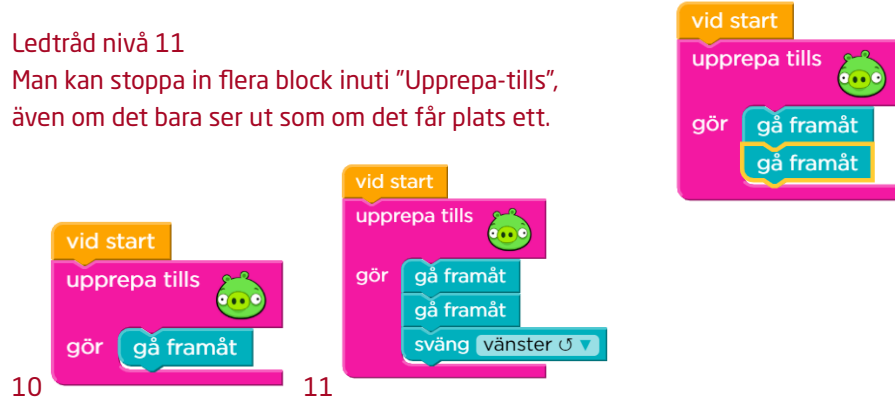 Ledtråd nivå 11
Man kan stoppa in flera block inuti ”Upprepa-tills”,
även om det bara ser ut som om det får plats ett.
vid start
upprepa tills
gör gå framåt
gå framåt
vid start
upprepa tills
gör gå framåt
10
vid start
upprepa tills
gör gå framåt
gå framåt
sväng vänster ↺ ▼
11